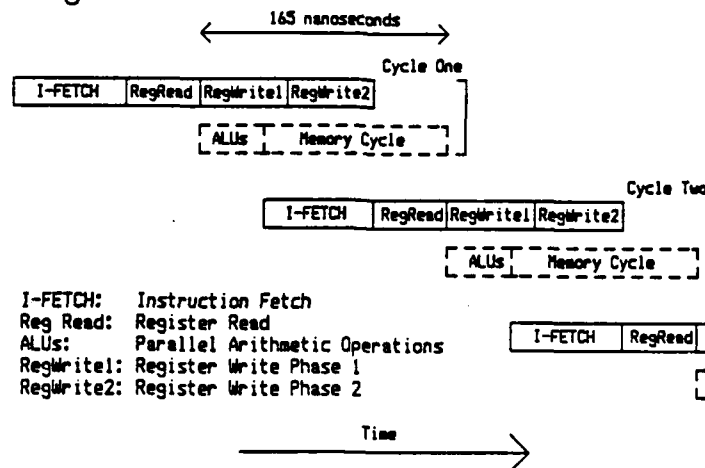 165 nanoseconds
Cycle One
I-FETCH RegRead RegWrite1 RegWrite2
ALUs Memory Cycle
Cycle Two
I-FETCH RegRead RegWrite1 RegWrite2
ALUs Memory Cycle
I-FETCH: Instruction Fetch
Reg Read: Register Read
ALUs: Parallel Arithmetic Operations
RegWrite1: Register Write Phase 1
RegWrite2: Register Write Phase 2
I-FETCH RegRead
Time